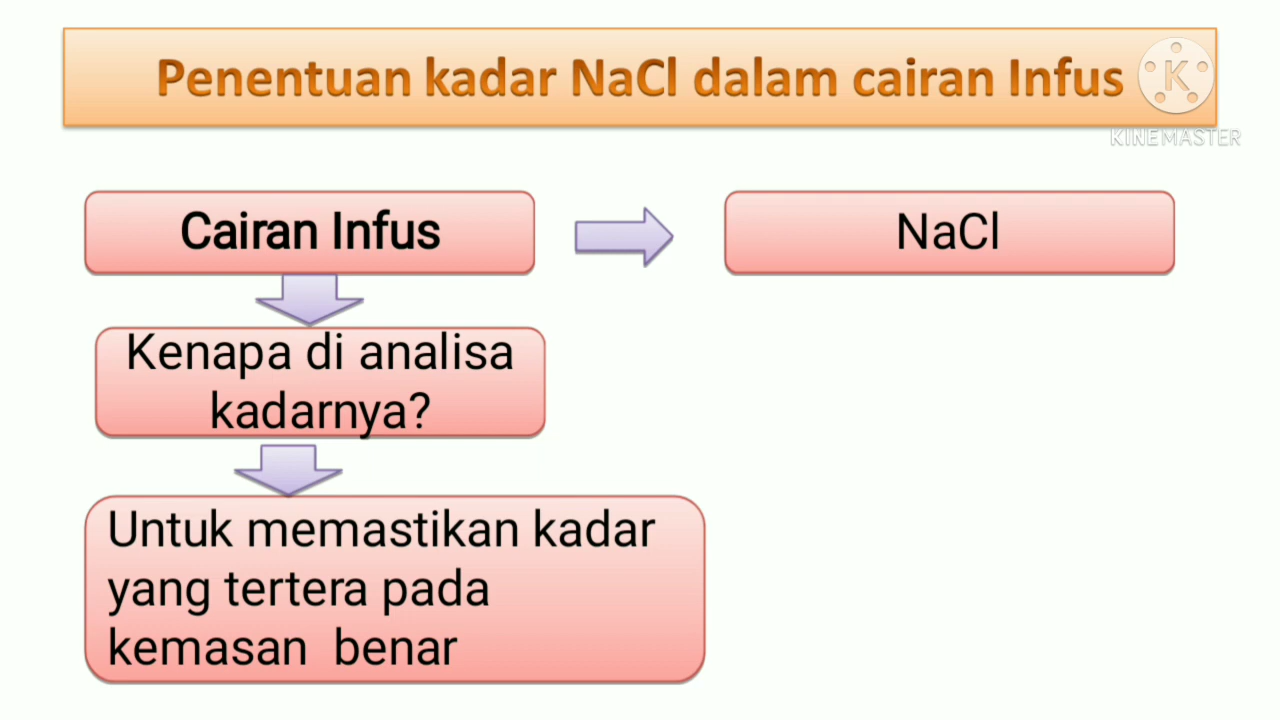 Penentuan kadar NaCl dalam cairan Infus
K
KINEMASTER
Cairan Infus
NaCl
Kenapa di analisa
kadarnya?
Untuk memastikan kadar
yang tertera pada
kemasan  benar